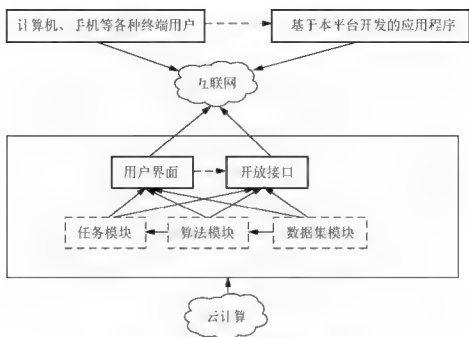 计算机、手机等各种终端用户
基于本平台开发的应用程序
互联网
用户界面
开放接口
任务模块
算法模块
数据集模块
云计算